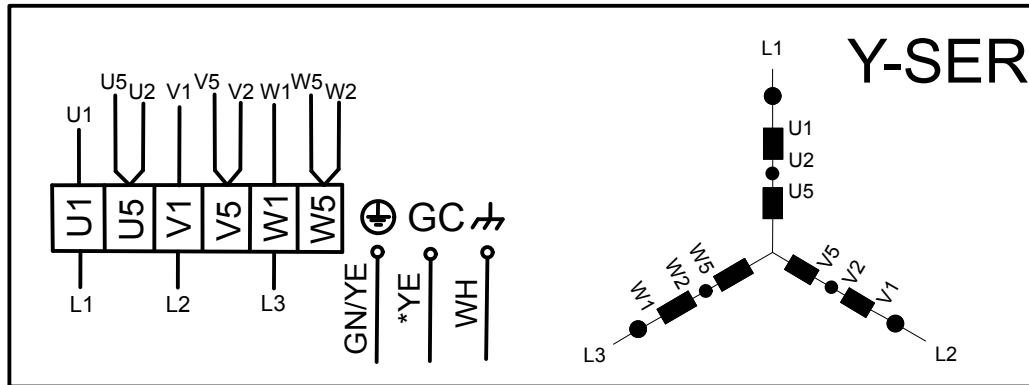 Y-SER
U1 U5 U2 V1 V5 V2 W1 W5 W2
U1 U5 V1 V5 W1 W5
L1 L2 L3
GC
GN/YE *YE WH
L1
U1
U2
U5
W1 W2 W5
V5 V2 V1
L3 L2